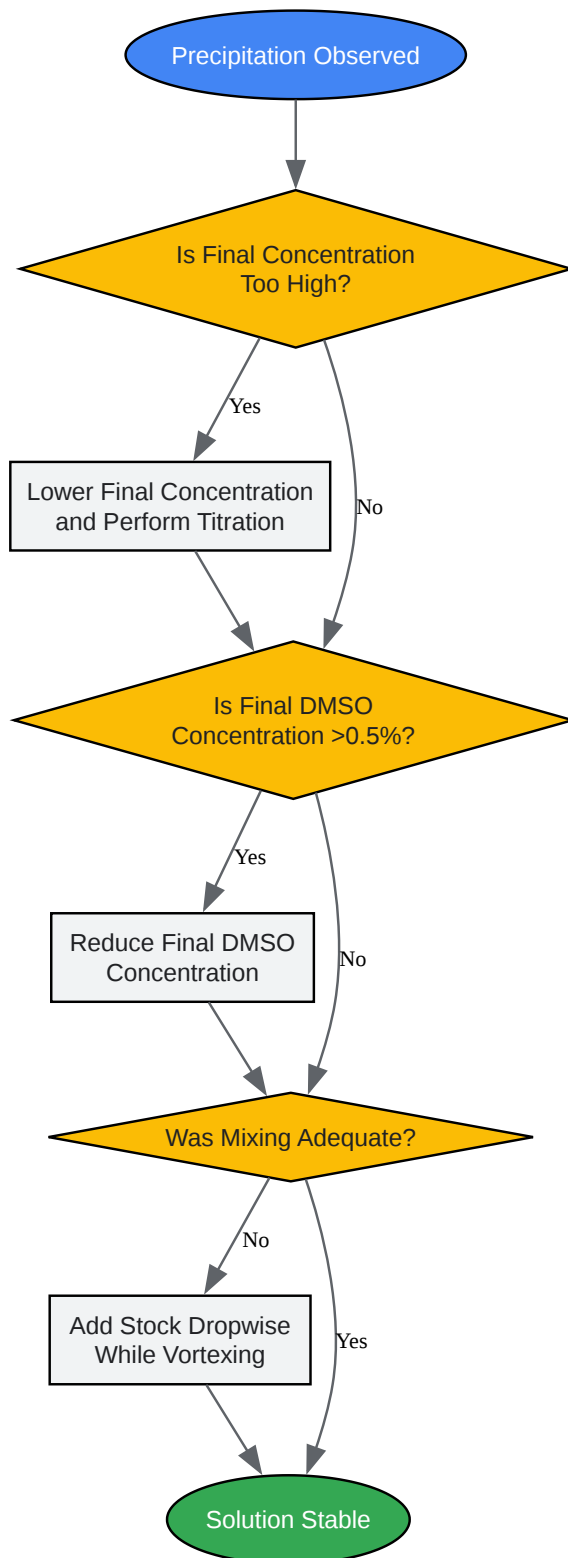 Precipitation Observed
Is Final Concentration
Too High?
Yes
Lower Final Concentration
and Perform Titration
No
Is Final DMSO
Concentration >0.5%?
Yes
Reduce Final DMSO
Concentration
No
Was Mixing Adequate?
No
Add Stock Dropwise
While Vortexing
Yes
Solution Stable